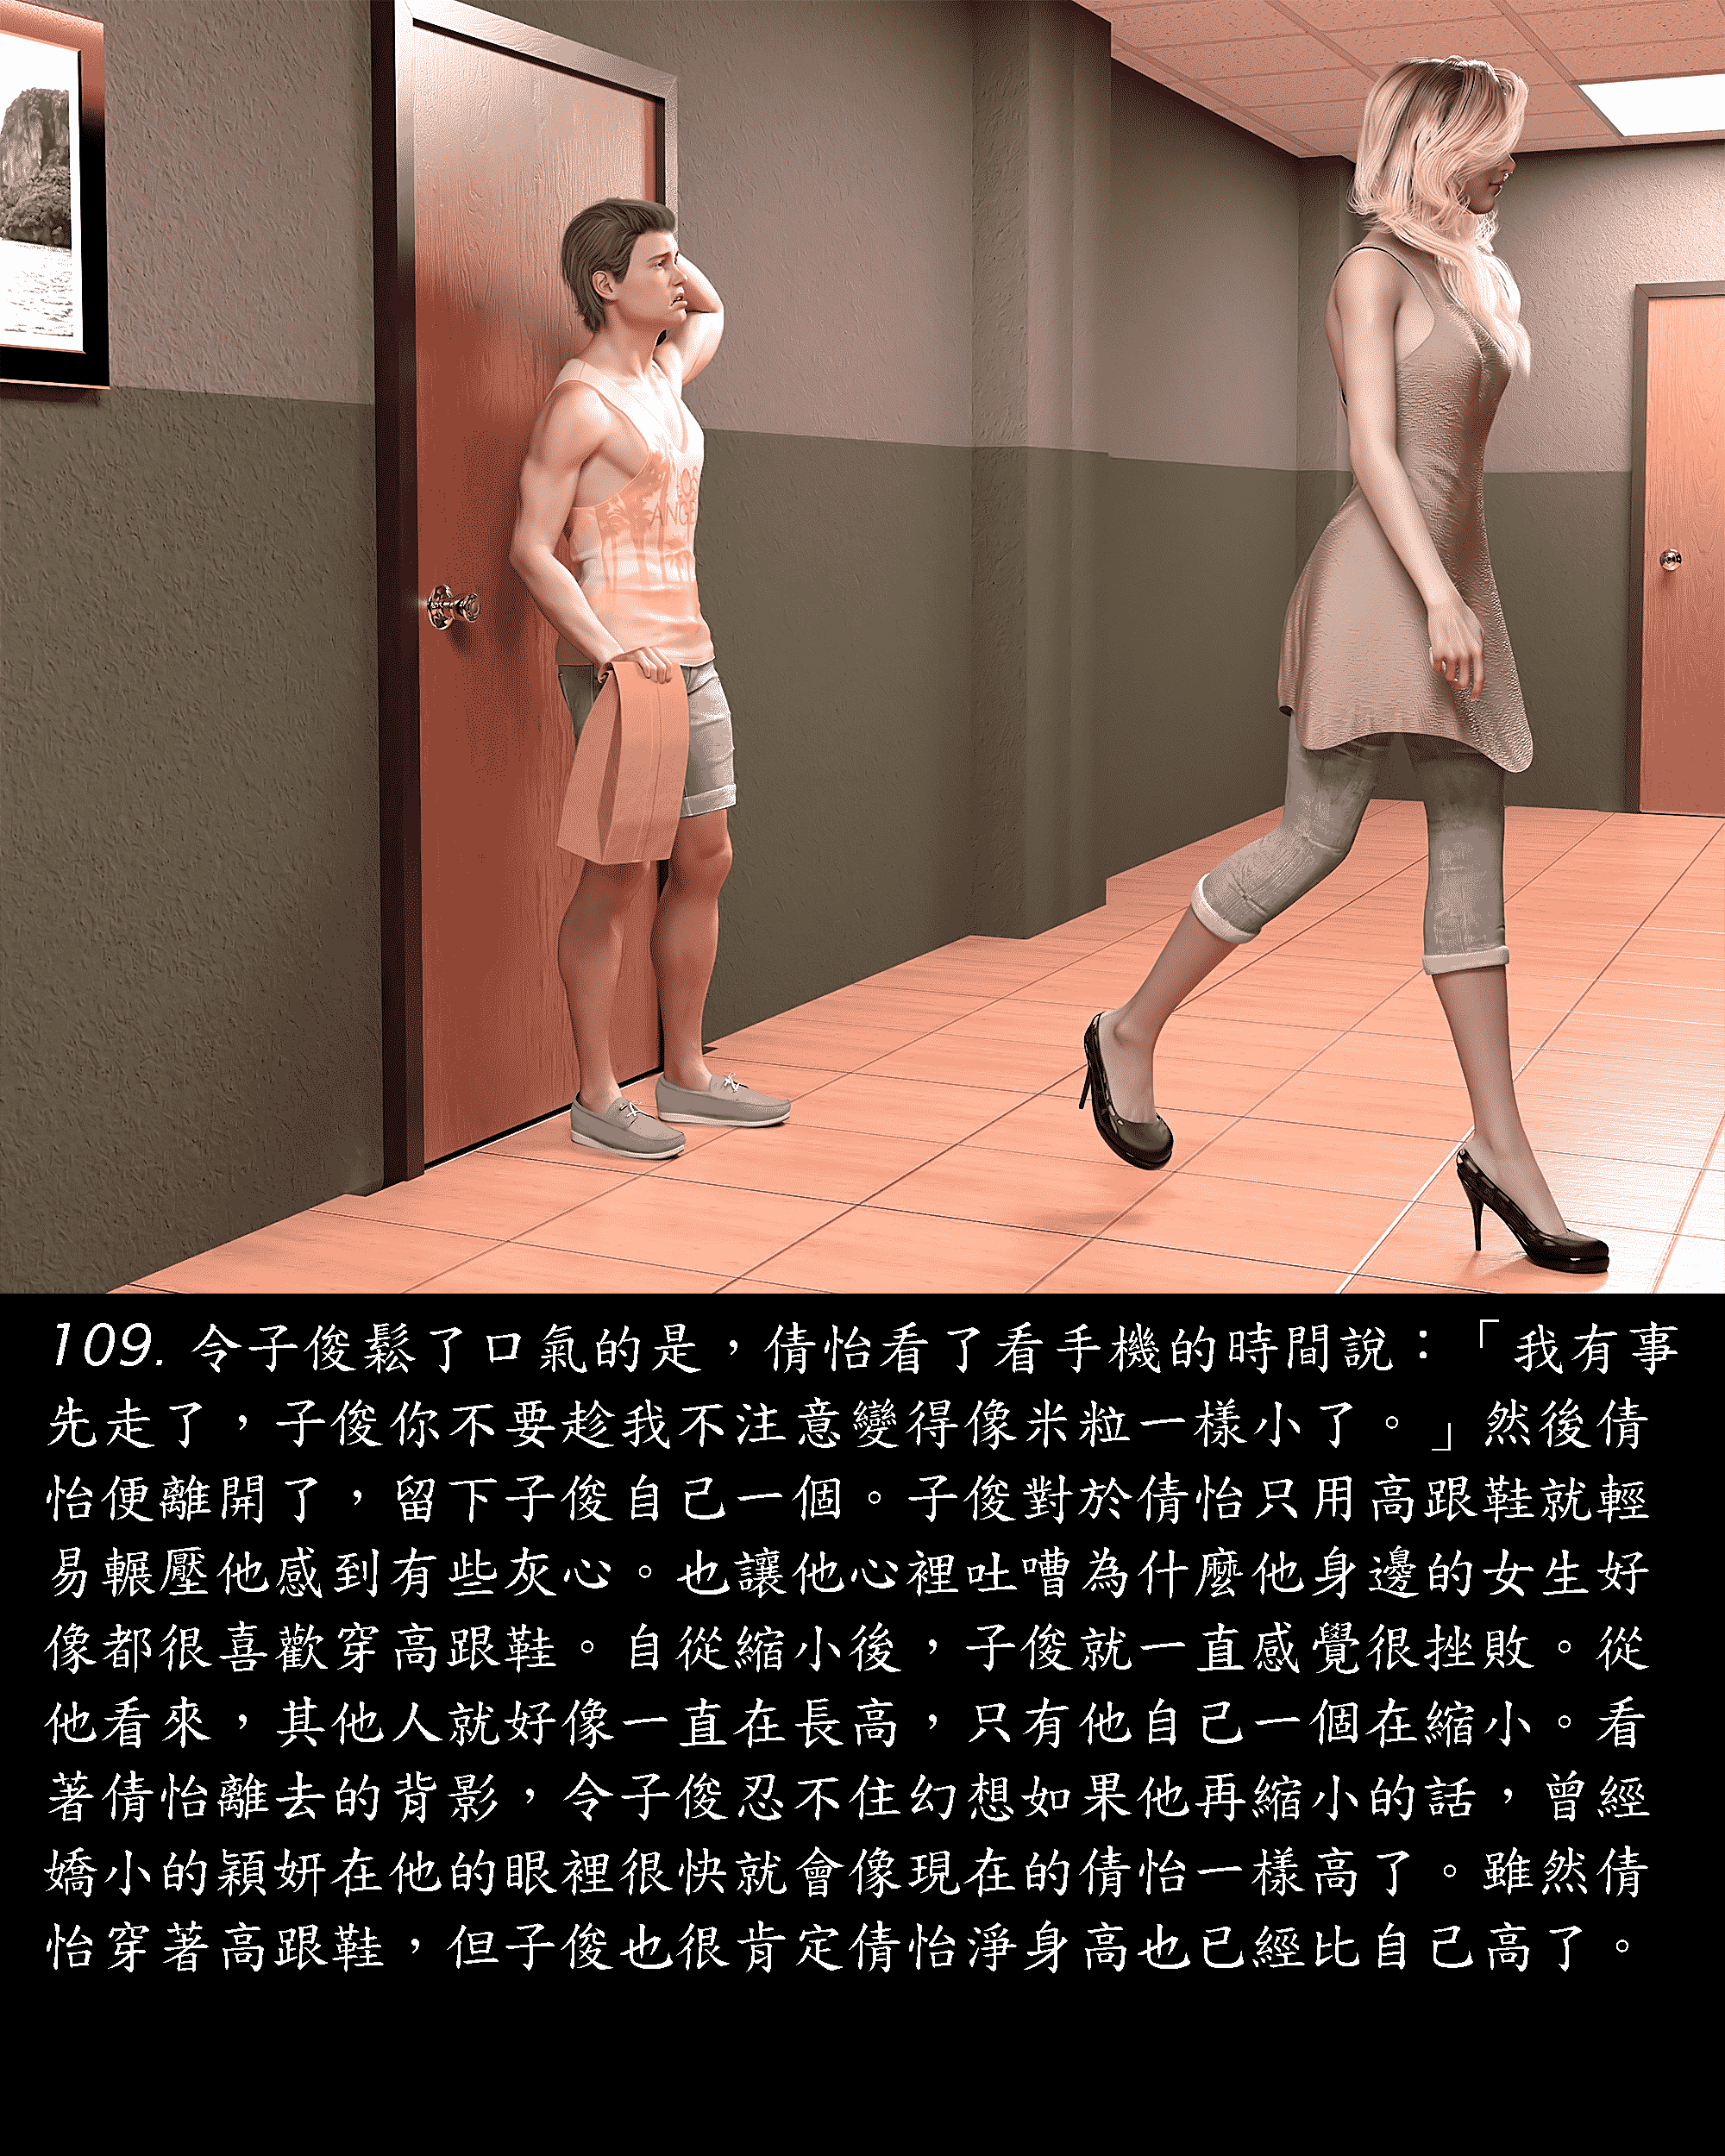 LOS
ANGE
109. 令子俊鬆了口氣的是，倩怡看了看手機的時間說：「我有事
先走了，子俊你不要趁我不注意變得像米粒一樣小了。」然後倩
怡便離開了，留下子俊自己一個。子俊對於倩怡只用高跟鞋就輕
易輾壓他感到有些灰心。也讓他心裡吐嘈為什麼他身邊的女生好
像都很喜歡穿高跟鞋。自從縮小後，子俊就一直感覺很挫敗。從
他看來，其他人就好像一直在長高，只有他自己一個在縮小。看
著倩怡離去的背影，令子俊忍不住幻想如果他再縮小的話，曾經
嬌小的穎妍在他的眼裡很快就會像現在的倩怡一樣高了。雖然倩
怡穿著高跟鞋，但子俊也很肯定倩怡淨身高也已經比自己高了。